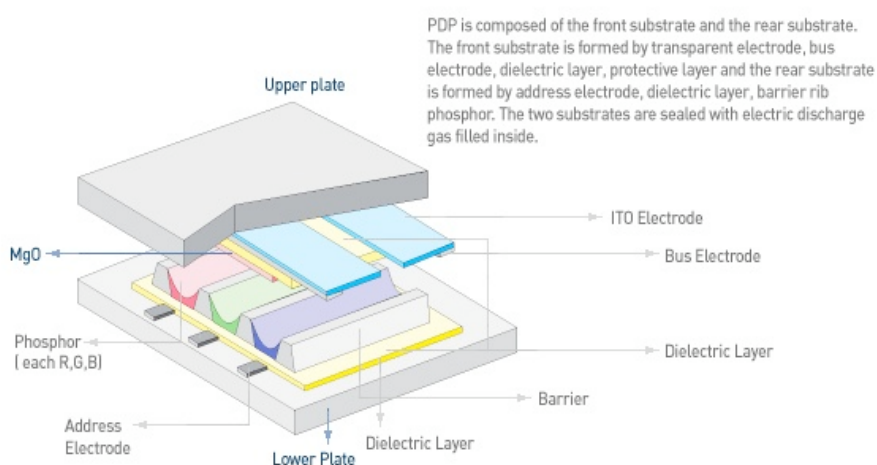 PDP is composed of the front substrate and the rear substrate.
The front substrate is formed by transparent electrode, bus
electrode, dielectric layer, protective layer and the rear substrate
is formed by address electrode, dielectric layer, barrier rib
phosphor. The two substrates are sealed with electric discharge
gas filled inside.
Upper plate
ITO Electrode
MgO
Bus Electrode
Phosphor
( each R,G,B)
Dielectric Layer
Barrier
Address
Electrode
Dielectric Layer
Lower Plate